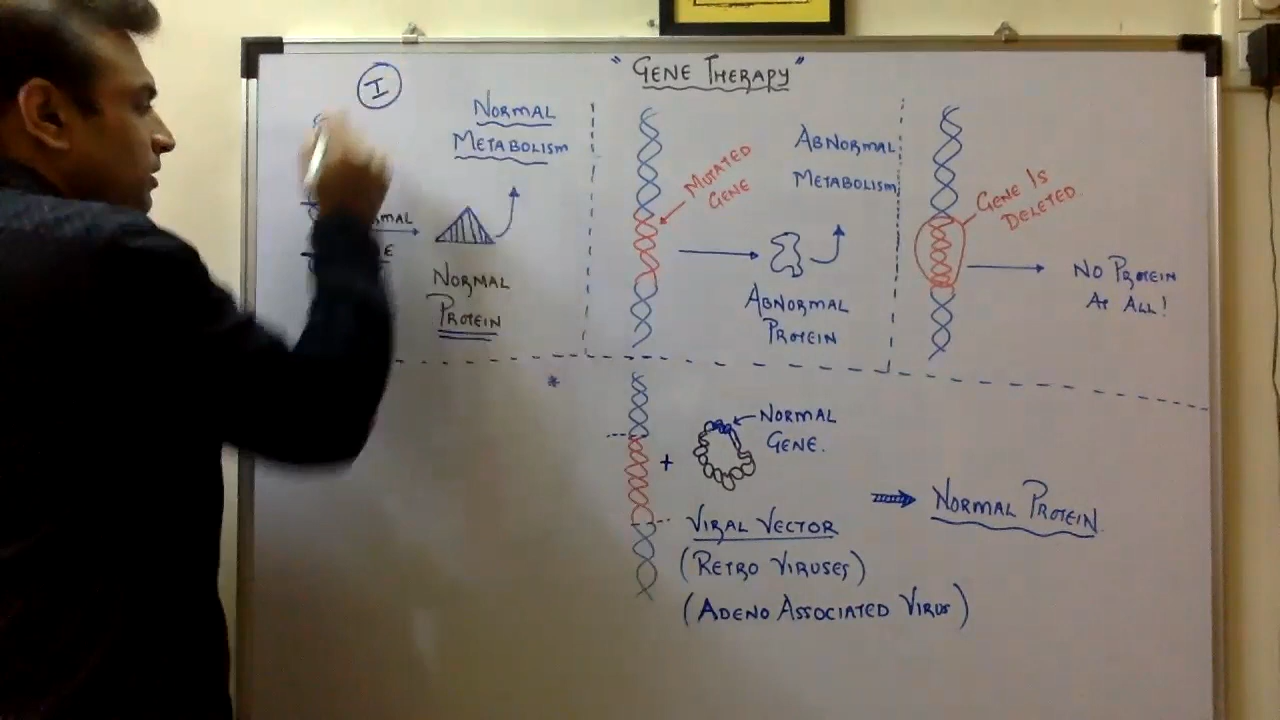 "GENE THERAPY"
I
NORMAL
METABOLISM
NORMAL
PROTEIN
MUTATED
GENE
ABNORMAL
METABOLISM
ABNORMAL
PROTEIN
GENE IS
DELETED.
NO PROTEIN
AT ALL!
*
+
NORMAL
GENE.
VIRAL VECTOR
(RETRO VIRUSES)
(ADENO ASSOCIATED VIRUS)
NORMAL PROTEIN.